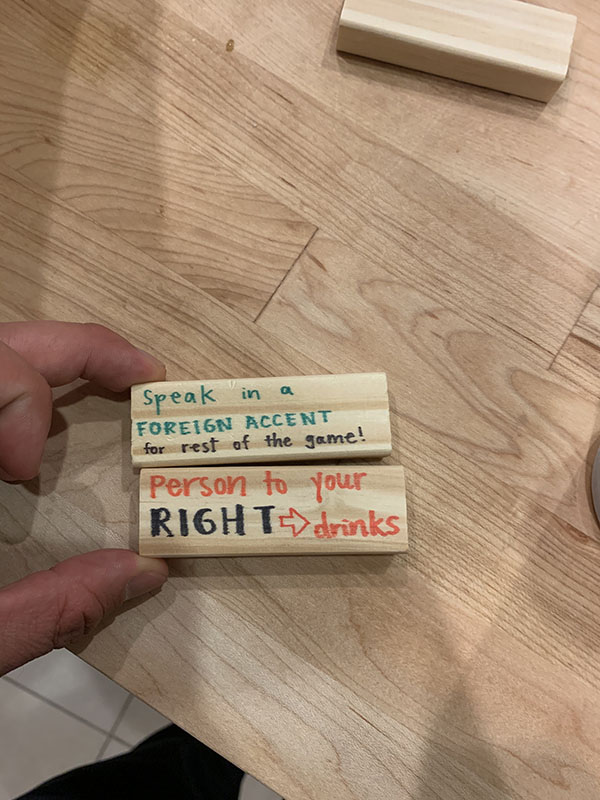 Speak in a
FOREIGN ACCENT
for rest of the game!
Person to your
RIGHT ⇨ drinks